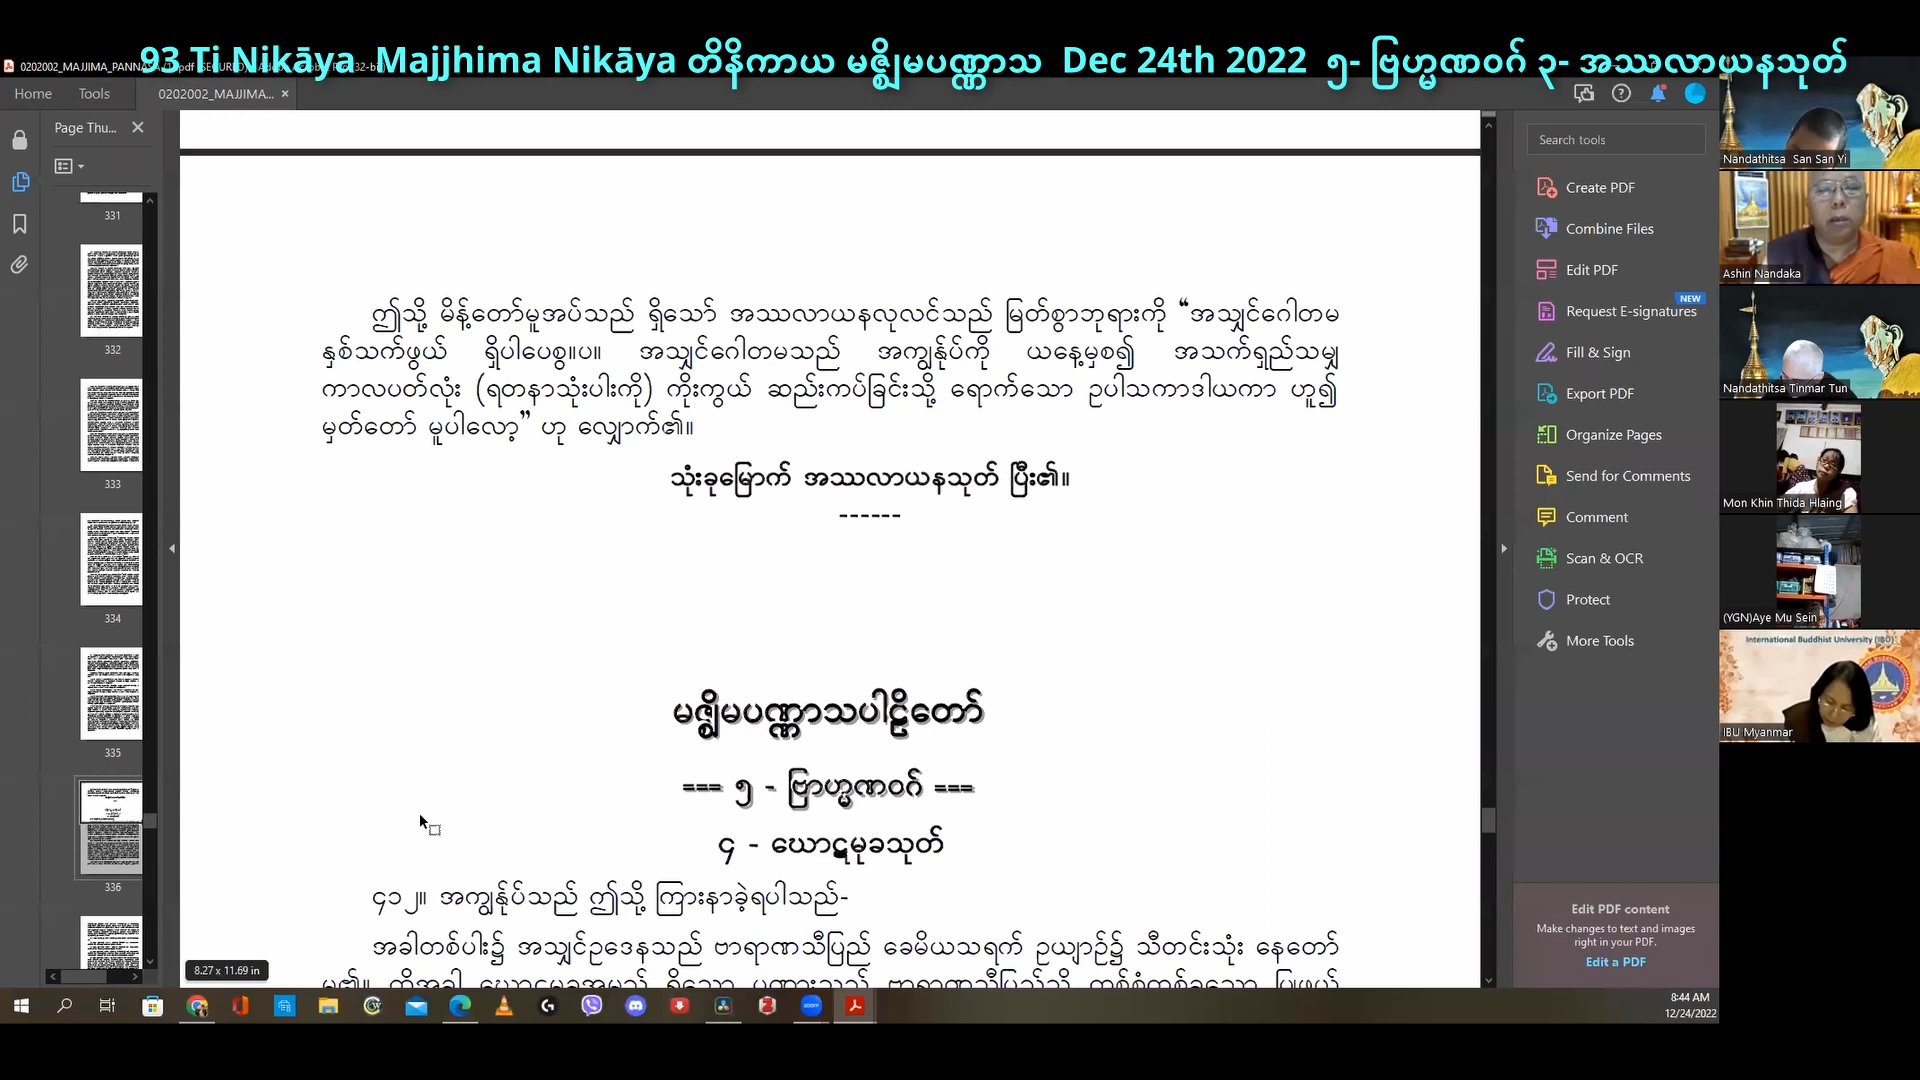 93 Ti Nikāya Majjhima Nikāya တိနိကာယ မဇ္ဈိမပဏ္ဏာသ Dec 24th 2022 ၅- ဗြဟ္မဏဝဂ် ၃- အဿလာယနသုတ်
Home
Tools
0202002_MAJJIMA...
Page Thu...
331
332
333
334
335
336
ဤသို့ မိန့်တော်မူအပ်သည် ရှိသော် အဿလာယနလုလင်သည် မြတ်စွာဘုရားကို “အသျှင်ဂေါတမ
နှစ်သက်ဖွယ် ရှိပါပေစွ။ပ။ အသျှင်ဂေါတမသည် အကျွန်ုပ်ကို ယနေ့မှစ၍ အသက်ရှည်သမျှ
ကာလပတ်လုံး (ရတနာသုံးပါးကို) ကိုးကွယ် ဆည်းကပ်ခြင်းသို့ ရောက်သော ဥပါသကာဒါယကာ ဟူ၍
မှတ်တော် မူပါလော့” ဟု လျှောက်၏။
သုံးခုမြောက် အဿလာယနသုတ် ပြီး၏။
------
မဇ္ဈိမပဏ္ဏာသပါဠိတော်
=== ၅ - ဗြာဟ္မဏဝဂ် ===
၄ - ဃောဋမုခသုတ်
၄၁၂။ အကျွန်ုပ်သည် ဤသို့ ကြားနာခဲ့ရပါသည်-
အခါတစ်ပါး၌ အသျှင်ဥဒေနသည် ဗာရာဏသီပြည် ခေမိယသရက် ဥယျာဉ်၌ သီတင်းသုံး နေတော်
8.27 x 11.69 in
Search tools
Create PDF
Combine Files
Edit PDF
NEW
Request E-signatures
Fill & Sign
Export PDF
Organize Pages
Send for Comments
Comment
Scan & OCR
Protect
More Tools
Edit PDF content
Make changes to text and images
right in your PDF.
Edit a PDF
Nandathitsa San San Yi
Ashin Nandaka
Nandathitsa Tinmar Tun
Mon Khin Thida Hlaing
(YGN)Aye Mu Sein
International Buddhist University (IBU)
IBU Myanmar
8:44 AM
12/24/2022